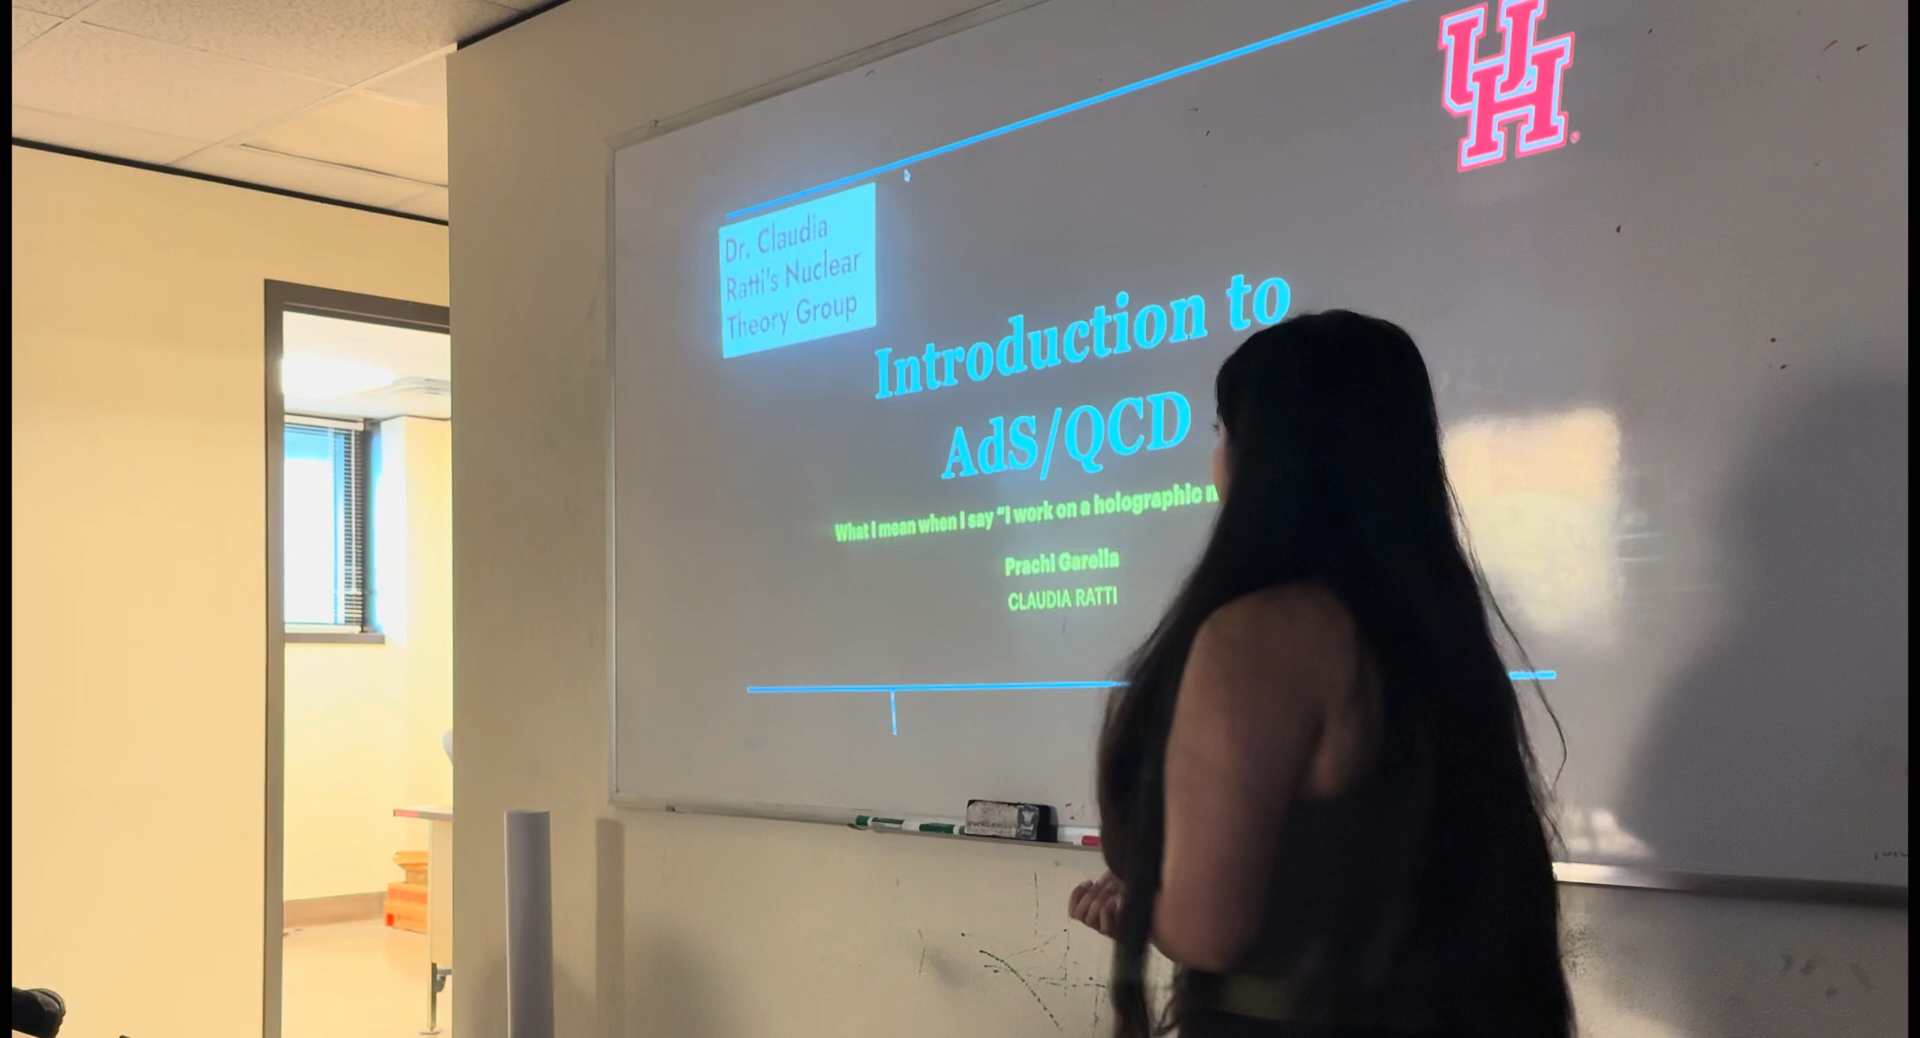 UH
Dr. Claudia
Ratti's Nuclear
Theory Group
Introduction to
AdS/QCD
What I mean when I say "I work on a holographic
Prachi Garella
CLAUDIA RATTI